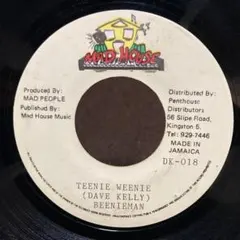 MAD HOUSE
Produced By:
MAD PEOPLE
Published By:
Mad House Music
Distributed By:
Penthouse
Distributors
56 Slipe Road,
Kingston 5.
Tel: 929-7446
MADE IN
JAMAICA
DK-018
TEENIE WEENIE
(DAVE KELLY)
BEENIEMAN